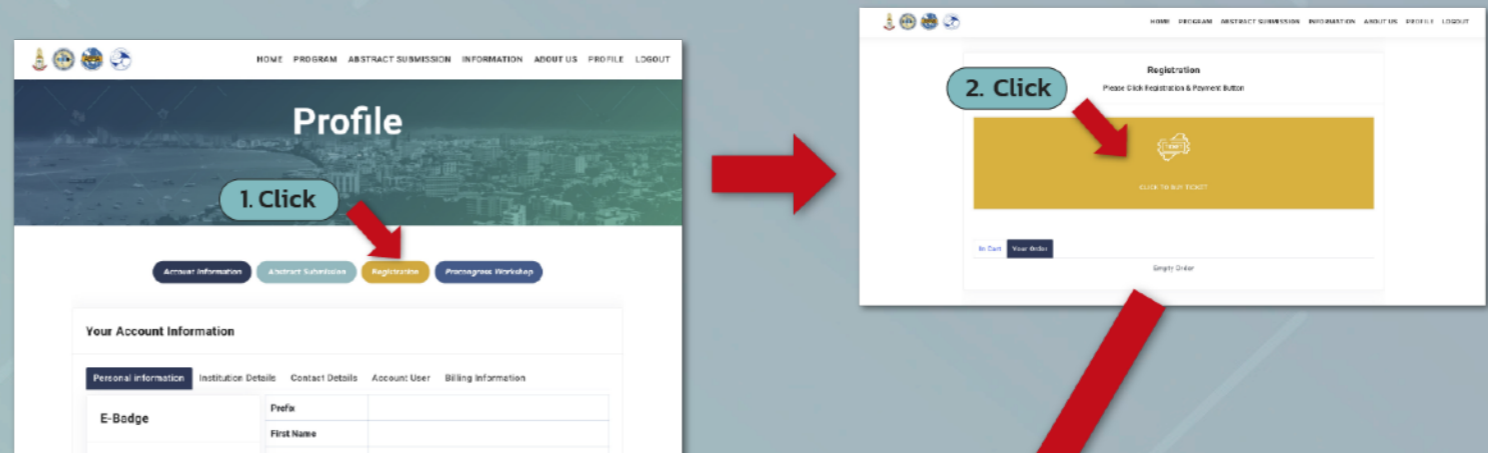 HOME PROGRAM ABSTRACT SUBMISSION INFORMATION ABOUT US PROFILE LOGOUT
Profile
1. Click
Account Information Abstract Submission Registration Precongress Workshop
Your Account Information
Personal information Institution Details Contact Details Account User Billing Information
E-Badge
Prefix
First Name
HOME PROGRAM ABSTRACT SUBMISSION INFORMATION ABOUT US PROFILE LOGOUT
Registration
Please Click Registration & Payment Button
2. Click
CLICK TO BUY TICKET
In Cart Your Order
Empty Order